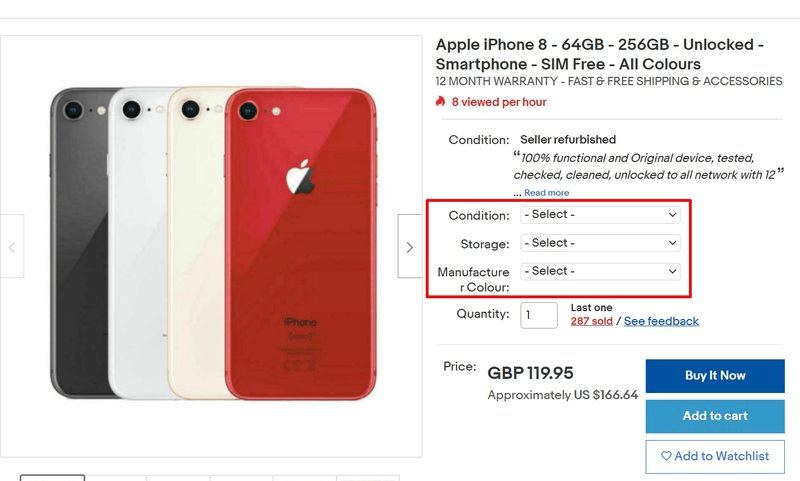 Apple iPhone 8 - 64GB - 256GB - Unlocked -
Smartphone - SIM Free - All Colours
12 MONTH WARRANTY - FAST & FREE SHIPPING & ACCESSORIES
8 viewed per hour
Condition: Seller refurbished
“100% functional and Original device, tested,
checked, cleaned, unlocked to all network with 12”
... Read more
Condition: - Select -
Storage: - Select -
Manufacture
r Colour: - Select -
Quantity: 1
Last one
287 sold / See feedback
Price: GBP 119.95
Approximately US $166.64
Buy It Now
Add to cart
Add to Watchlist
iPhone